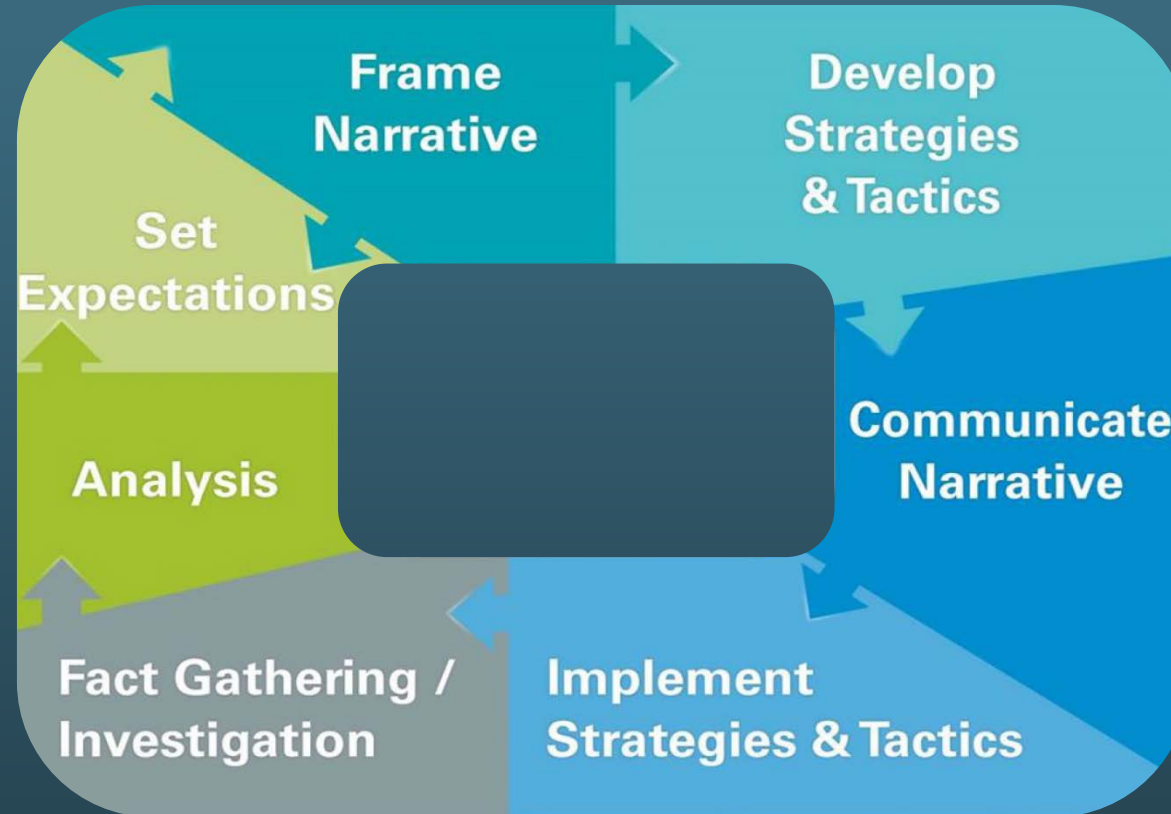 Frame
Narrative
Develop
Strategies
& Tactics
Set
Expectations
Communicate
Narrative
Analysis
Fact Gathering /
Investigation
Implement
Strategies & Tactics